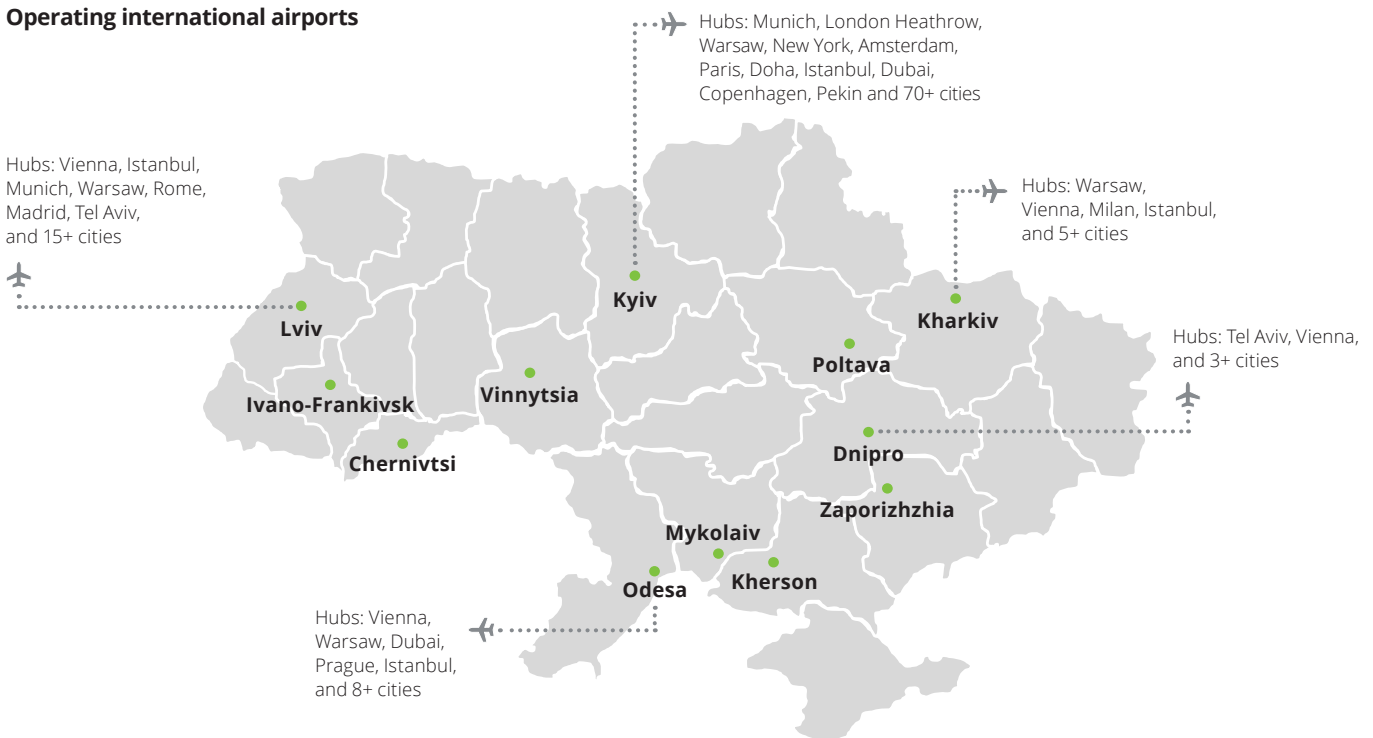 Operating international airports
Hubs: Munich, London Heathrow,
Warsaw, New York, Amsterdam,
Paris, Doha, Istanbul, Dubai,
Copenhagen, Pekin and 70+ cities
Hubs: Vienna, Istanbul,
Munich, Warsaw, Rome,
Madrid, Tel Aviv,
and 15+ cities
Hubs: Warsaw,
Vienna, Milan, Istanbul,
and 5+ cities
Kyiv
Lviv
Kharkiv
Hubs: Tel Aviv, Vienna,
and 3+ cities
Poltava
Vinnytsia
Ivano-Frankivsk
Dnipro
Chernivtsi
Zaporizhzhia
Mykolaiv
Kherson
Odesa
Hubs: Vienna,
Warsaw, Dubai,
Prague, Istanbul,
and 8+ cities